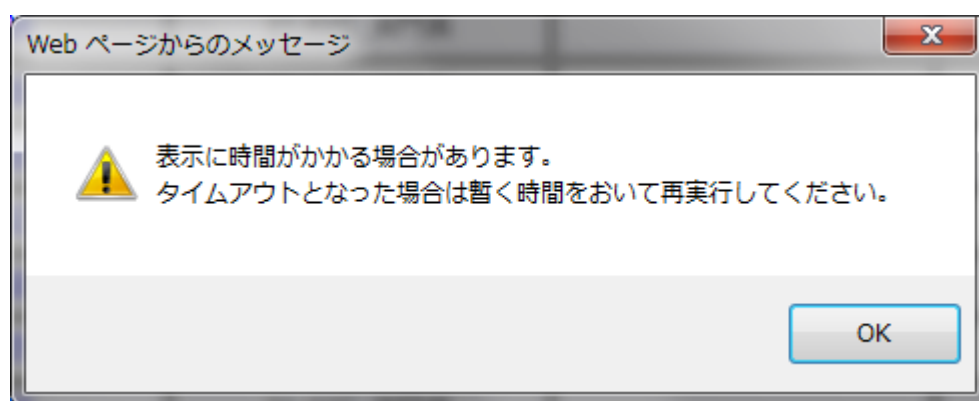 Web ページからのメッセージ
表示に時間がかかる場合があります。
タイムアウトとなった場合は暫く時間をおいて再実行してください。
OK